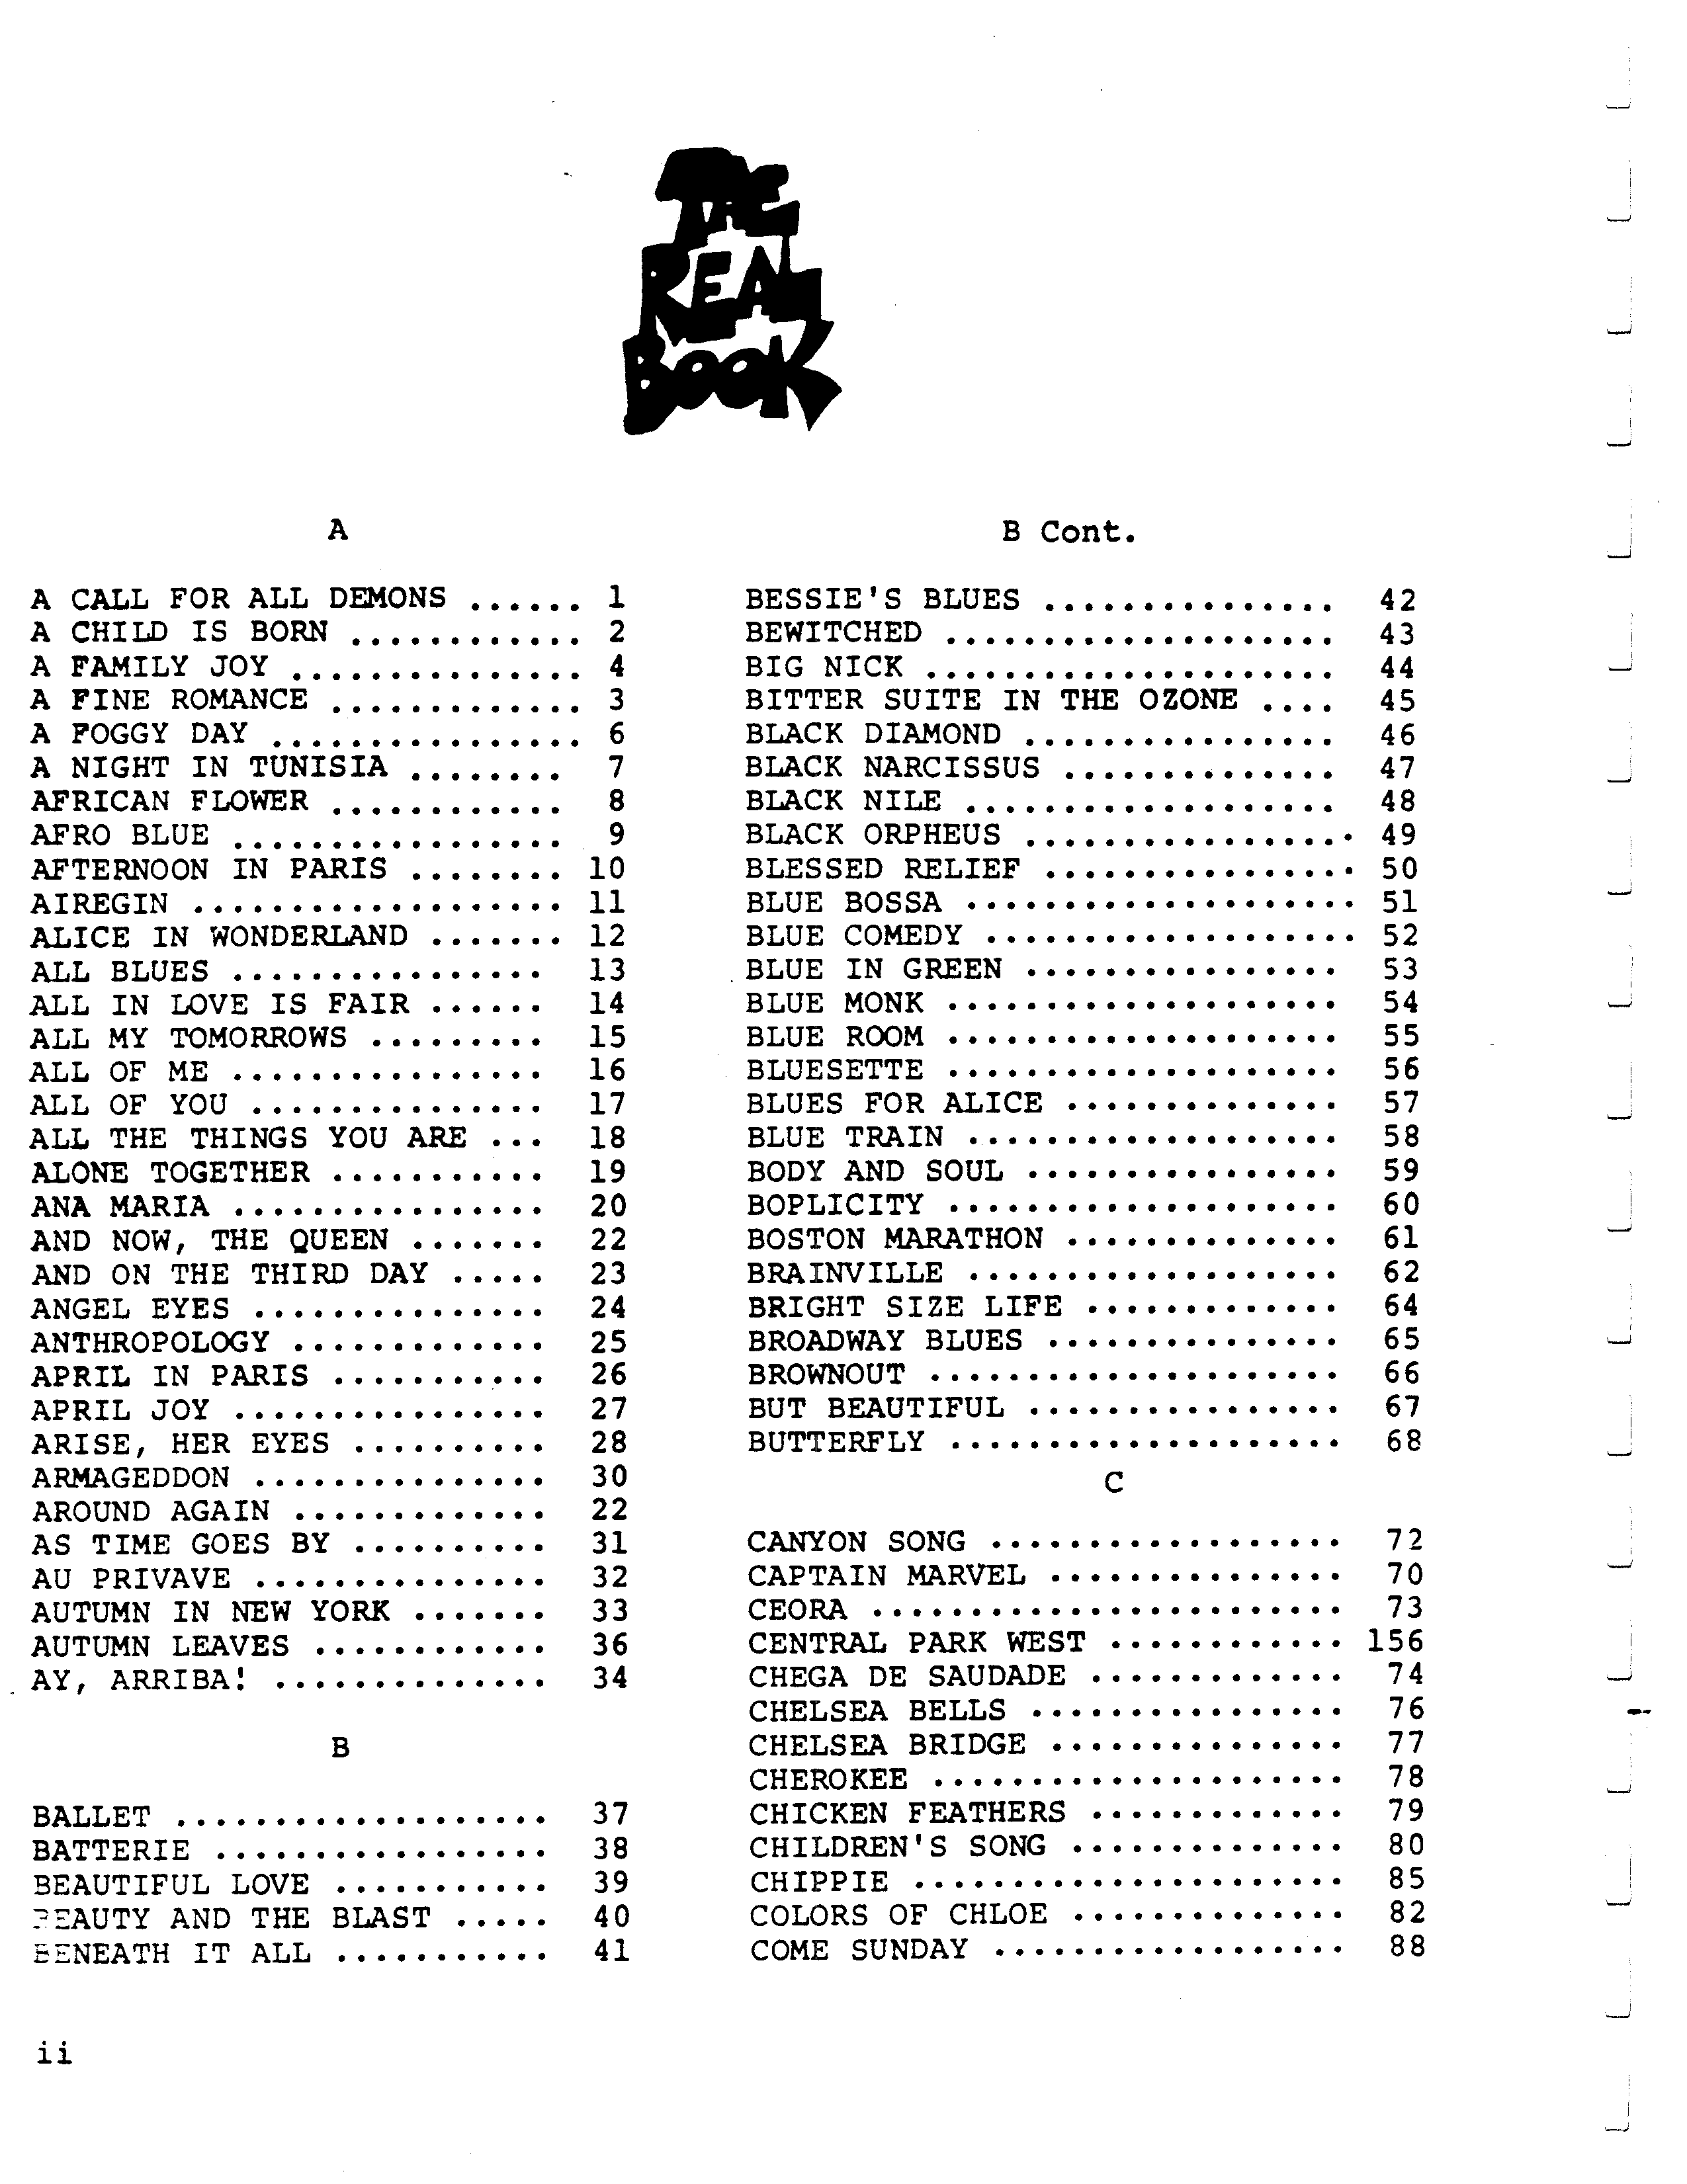 THE
REAL
BOOK
A
A CALL FOR ALL DEMONS ...... 1
A CHILD IS BORN ............ 2
A FAMILY JOY ............... 4
A FINE ROMANCE ............. 3
A FOGGY DAY ................ 6
A NIGHT IN TUNISIA ........ 7
AFRICAN FLOWER ............ 8
AFRO BLUE ................. 9
AFTERNOON IN PARIS ........ 10
AIREGIN ................... 11
ALICE IN WONDERLAND ....... 12
ALL BLUES ................ 13
ALL IN LOVE IS FAIR ...... 14
ALL MY TOMORROWS ......... 15
ALL OF ME ................ 16
ALL OF YOU ............... 17
ALL THE THINGS YOU ARE ... 18
ALONE TOGETHER ........... 19
ANA MARIA ................ 20
AND NOW, THE QUEEN ....... 22
AND ON THE THIRD DAY ..... 23
ANGEL EYES ............... 24
ANTHROPOLOGY ............. 25
APRIL IN PARIS ........... 26
APRIL JOY ................ 27
ARISE, HER EYES .......... 28
ARMAGEDDON ............... 30
AROUND AGAIN ............. 22
AS TIME GOES BY .......... 31
AU PRIVAVE ............... 32
AUTUMN IN NEW YORK ....... 33
AUTUMN LEAVES ............ 36
AY, ARRIBA! .............. 34
B
BALLET ................... 37
BATTERIE ................. 38
BEAUTIFUL LOVE ........... 39
BEAUTY AND THE BLAST ..... 40
BENEATH IT ALL ........... 41
B Cont.
BESSIE'S BLUES ............... 42
BEWITCHED .................... 43
BIG NICK ..................... 44
BITTER SUITE IN THE OZONE .... 45
BLACK DIAMOND ................ 46
BLACK NARCISSUS .............. 47
BLACK NILE ................... 48
BLACK ORPHEUS ................. 49
BLESSED RELIEF ................ 50
BLUE BOSSA .................... 51
BLUE COMEDY ................... 52
BLUE IN GREEN ................ 53
BLUE MONK .................... 54
BLUE ROOM .................... 55
BLUESETTE .................... 56
BLUES FOR ALICE .............. 57
BLUE TRAIN ................... 58
BODY AND SOUL ................ 59
BOPLICITY .................... 60
BOSTON MARATHON .............. 61
BRAINVILLE ................... 62
BRIGHT SIZE LIFE ............. 64
BROADWAY BLUES ............... 65
BROWNOUT ..................... 66
BUT BEAUTIFUL ................ 67
BUTTERFLY .................... 68
C
CANYON SONG .................. 72
CAPTAIN MARVEL ............... 70
CEORA ........................ 73
CENTRAL PARK WEST ............ 156
CHEGA DE SAUDADE ............. 74
CHELSEA BELLS ................ 76
CHELSEA BRIDGE ............... 77
CHEROKEE ..................... 78
CHICKEN FEATHERS ............. 79
CHILDREN'S SONG .............. 80
CHIPPIE ...................... 85
COLORS OF CHLOE .............. 82
COME SUNDAY .................. 88
ii